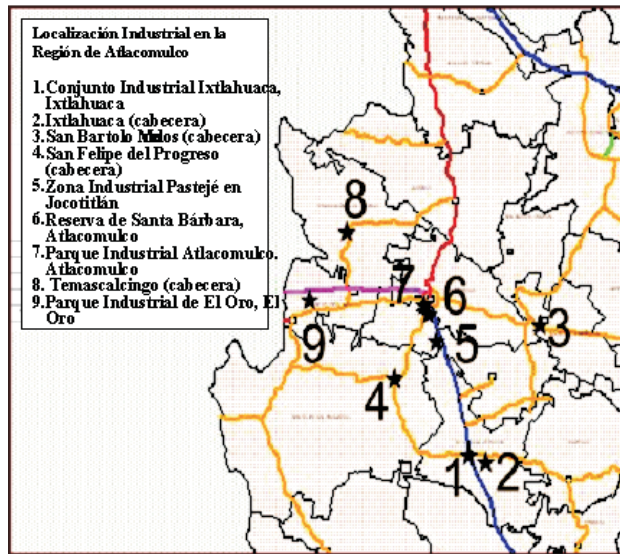 Localización Industrial en la
Región de Atlacomulco
1.Conjunto Industrial Ixtlahuaca,
Ixtlahuaca
2.Ixtlahuaca (cabecera)
3.San Bartolo (cabecera)
4.San Felipe del Progreso
(cabecera)
5.Zona Industrial Pastejé en
Jocotitlán
6.Reserva de Santa Bárbara,
Atlacomulco
7.Parque Industrial Atlacomulco.
Atlacomulco
8. Temascalcingo (cabecera)
9.Parque Industrial de El Oro, El
Oro
8
7
6
9
3
5
4
1
2